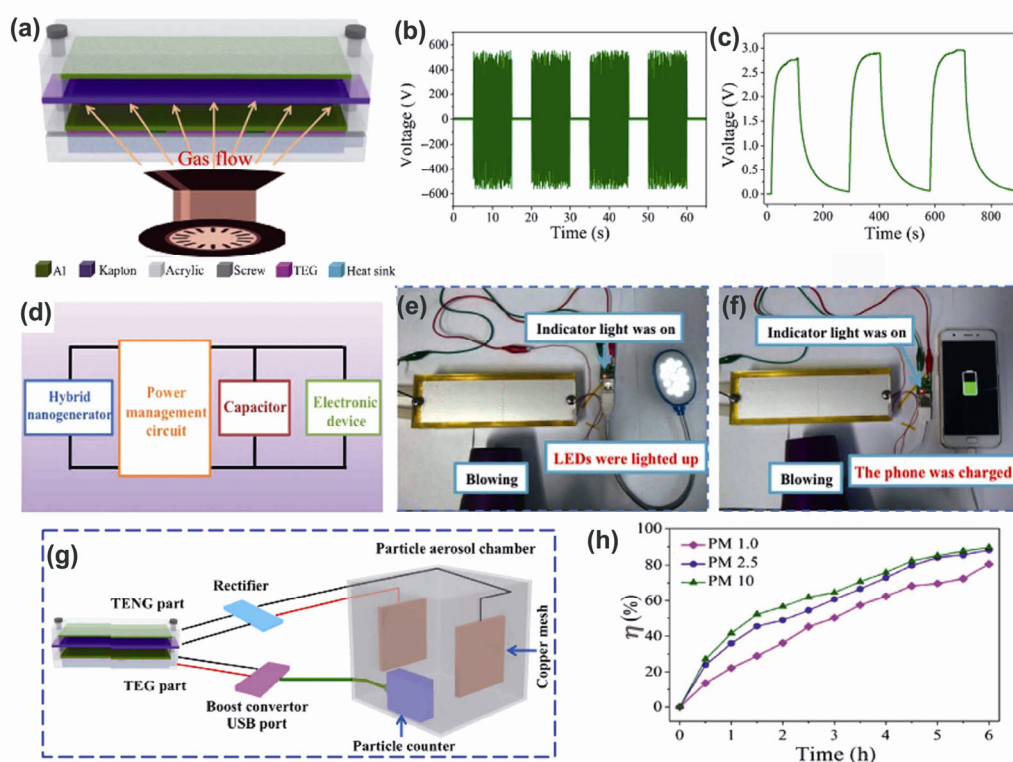 (a)
Gas flow
Al
Kapton
Acrylic
Screw
TEG
Heat sink
(b)
Voltage (V)
600
400
200
0
−200
−400
−600
0 10 20 30 40 50 60
Time (s)
(c)
Voltage (V)
3.0
2.5
2.0
1.5
1.0
0.5
0.0
0 200 400 600 800
Time (s)
(d)
Hybrid
nanogenerator
Power
management
circuit
Capacitor
Electronic
device
(e)
Indicator light was on
LEDs were lighted up
Blowing
(f)
Indicator light was on
The phone was charged
Blowing
(g)
Particle aerosol chamber
Rectifier
TENG part
TEG part
Boost convertor
USB port
Particle counter
Copper mesh
(h)
η (%)
100
80
60
40
20
0
PM 1.0
PM 2.5
PM 10
0 1 2 3 4 5 6
Time (h)